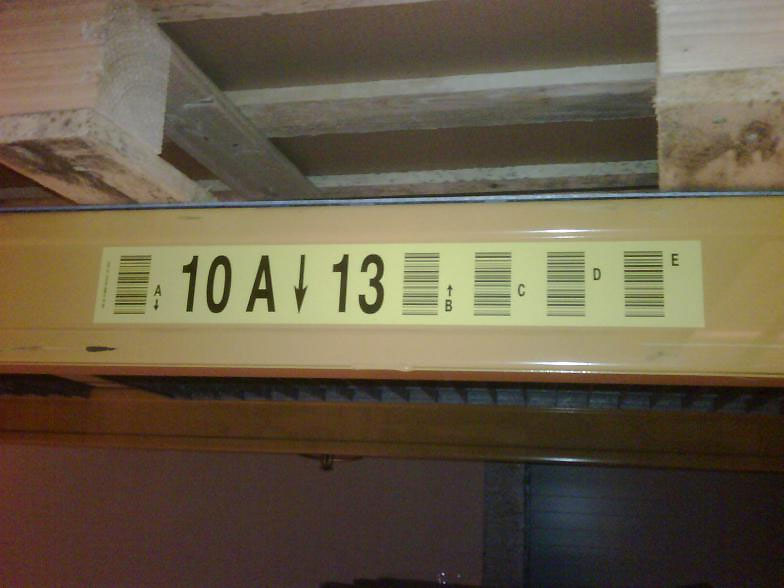 A ↓ 10 A ↓ 13 ↑ B C D E